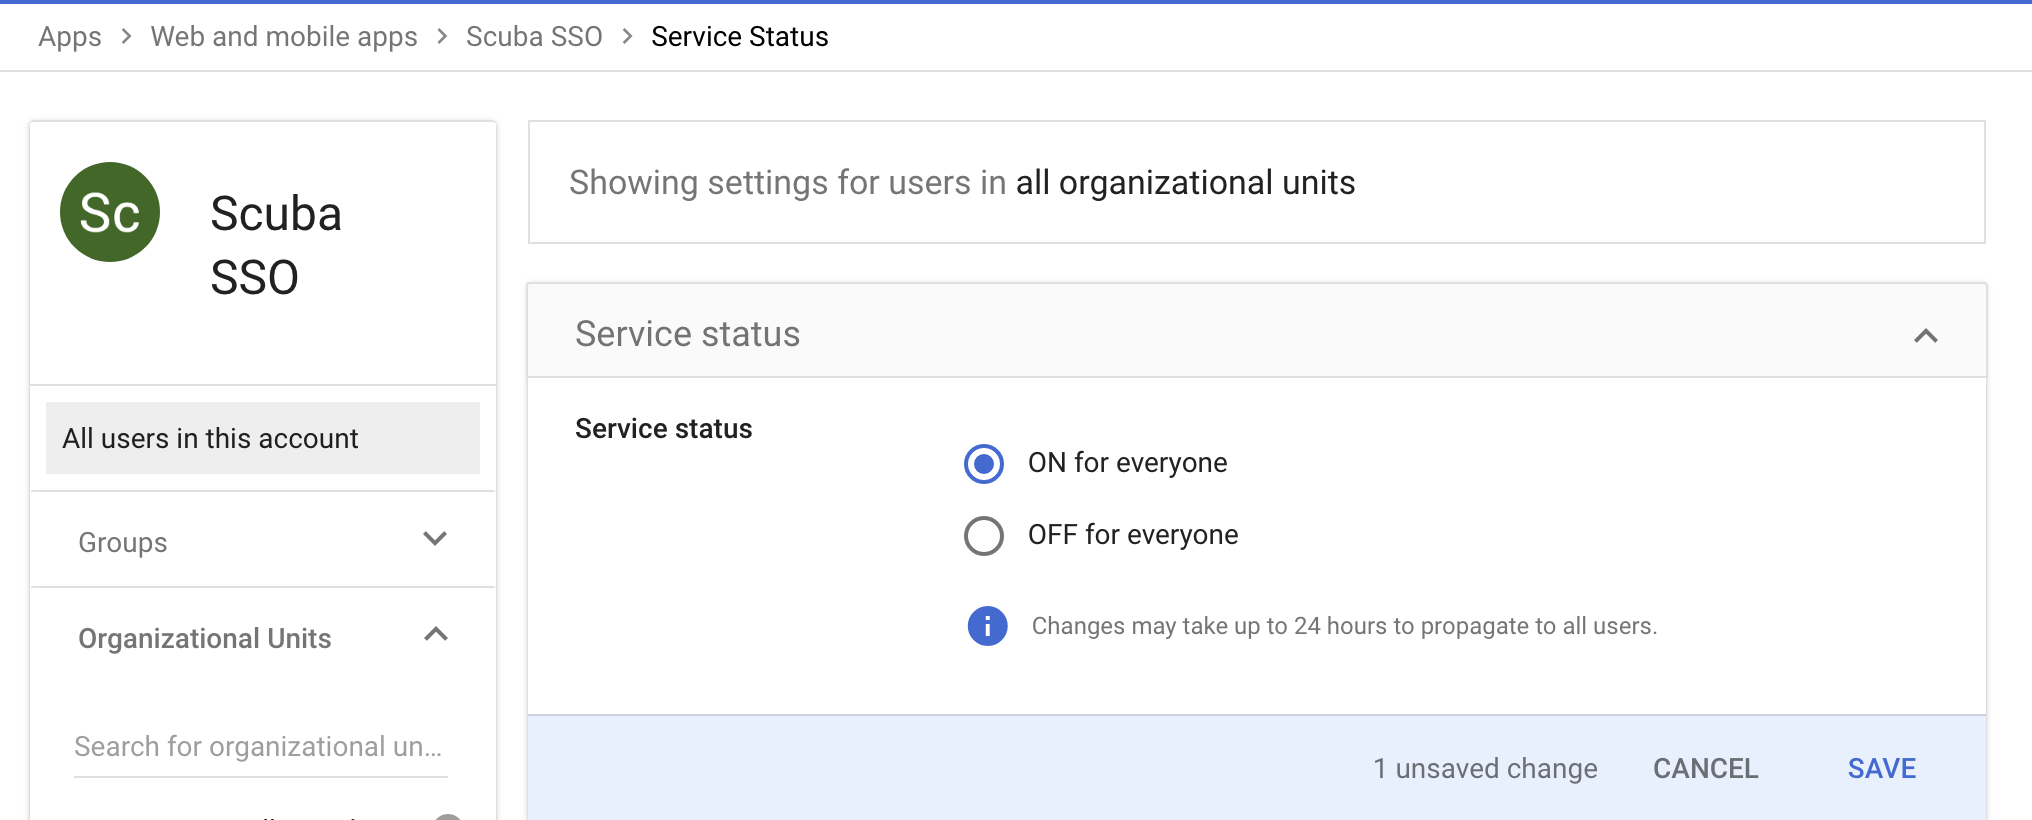 Apps > Web and mobile apps > Scuba SSO > Service Status
Sc
Scuba
SSO
All users in this account
Groups
Organizational Units
Search for organizational un...
Showing settings for users in all organizational units
Service status
Service status
ON for everyone
OFF for everyone
i Changes may take up to 24 hours to propagate to all users.
1 unsaved change CANCEL SAVE